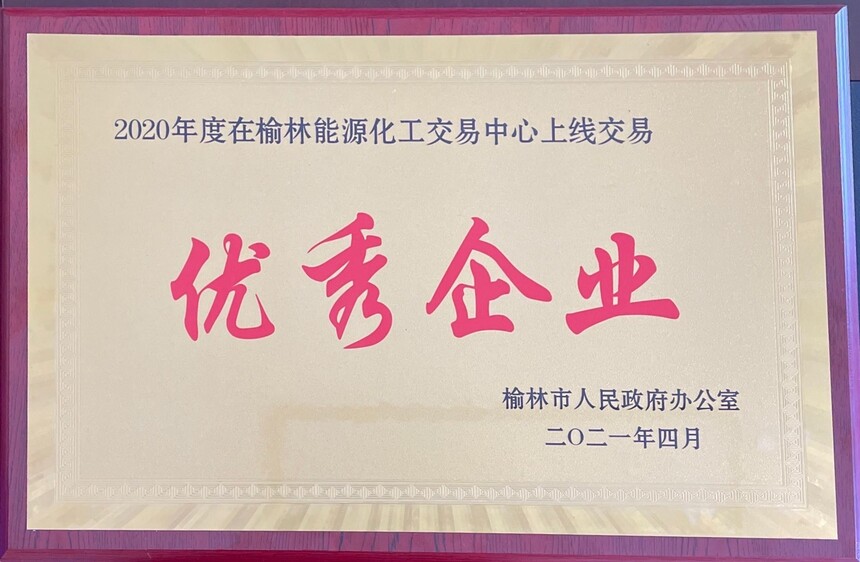 2020年度在榆林能源化工交易中心上线交易
优秀企业
榆林市人民政府办公室
二〇二一年四月